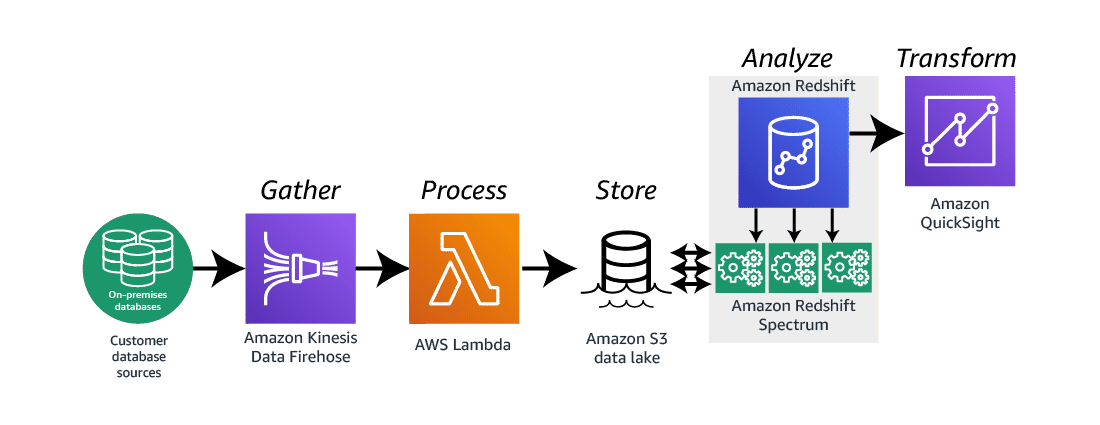 Analyze
Transform
Amazon Redshift
Gather
Process
Store
Amazon
QuickSight
On-premises
databases
Amazon Redshift
Spectrum
Customer
database
sources
Amazon Kinesis
Data Firehose
AWS Lambda
Amazon S3
data lake